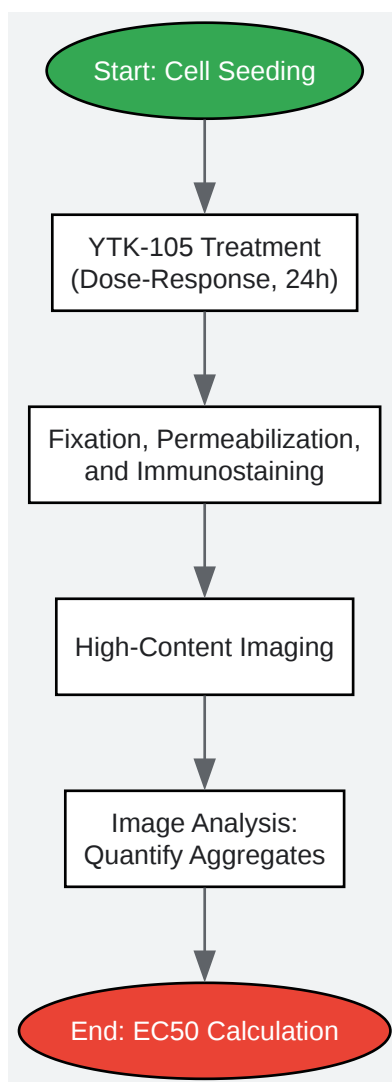 Start: Cell Seeding
YTK-105 Treatment
(Dose-Response, 24h)
Fixation, Permeabilization,
and Immunostaining
High-Content Imaging
Image Analysis:
Quantify Aggregates
End: EC50 Calculation